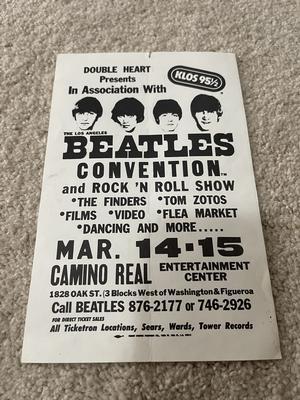 DOUBLE HEART
Presents
In Association With
KLOS 95½
THE LOS ANGELES
BEATLES
CONVENTION™
and ROCK 'N ROLL SHOW
•THE FINDERS •TOM ZOTOS
•FILMS •VIDEO •FLEA MARKET
•DANCING AND MORE.....
MAR. 14-15
CAMINO REAL ENTERTAINMENT CENTER
1828 OAK ST. (3 Blocks West of Washington & Figueroa
Call BEATLES 876-2177 or 746-2926
FOR DIRECT TICKET SALES
All Ticketron Locations, Sears, Wards, Tower Records